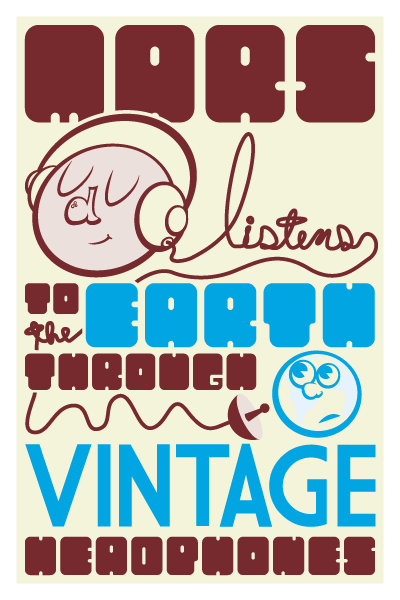 MARS
listens
TO EARTH
the
THROUGH
VINTAGE
HEADPHONES